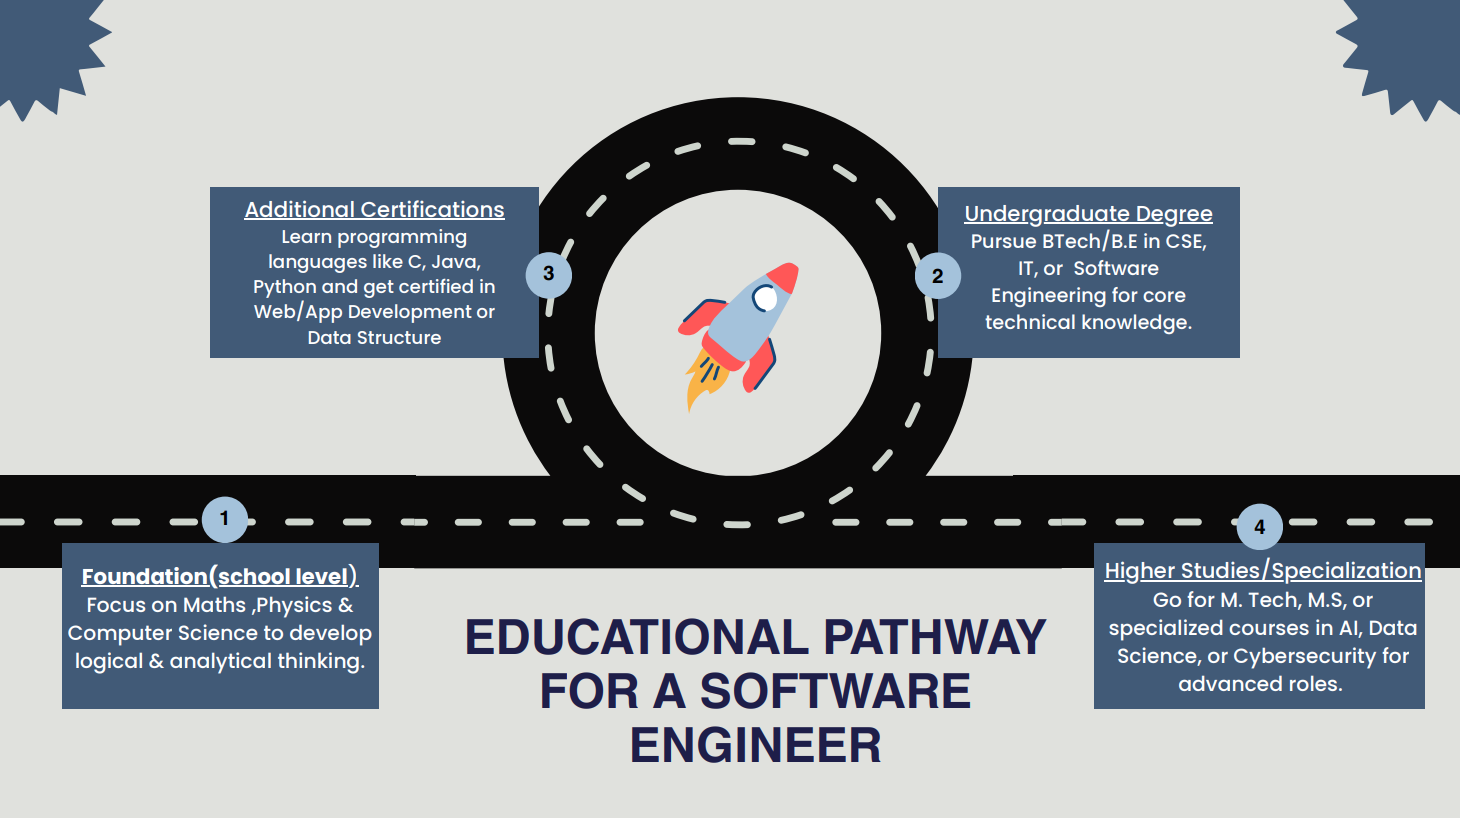 Additional Certifications
Learn programming
languages like C, Java,
Python and get certified in
Web/App Development or
Data Structure
3
Undergraduate Degree
Pursue BTech/B.E in CSE,
IT, or  Software
Engineering for core
technical knowledge.
2
1
Foundation(school level)
Focus on Maths ,Physics &
Computer Science to develop
logical & analytical thinking.
4
Higher Studies/Specialization
Go for M. Tech, M.S, or
specialized courses in AI, Data
Science, or Cybersecurity for
advanced roles.
EDUCATIONAL PATHWAY
FOR A SOFTWARE
ENGINEER